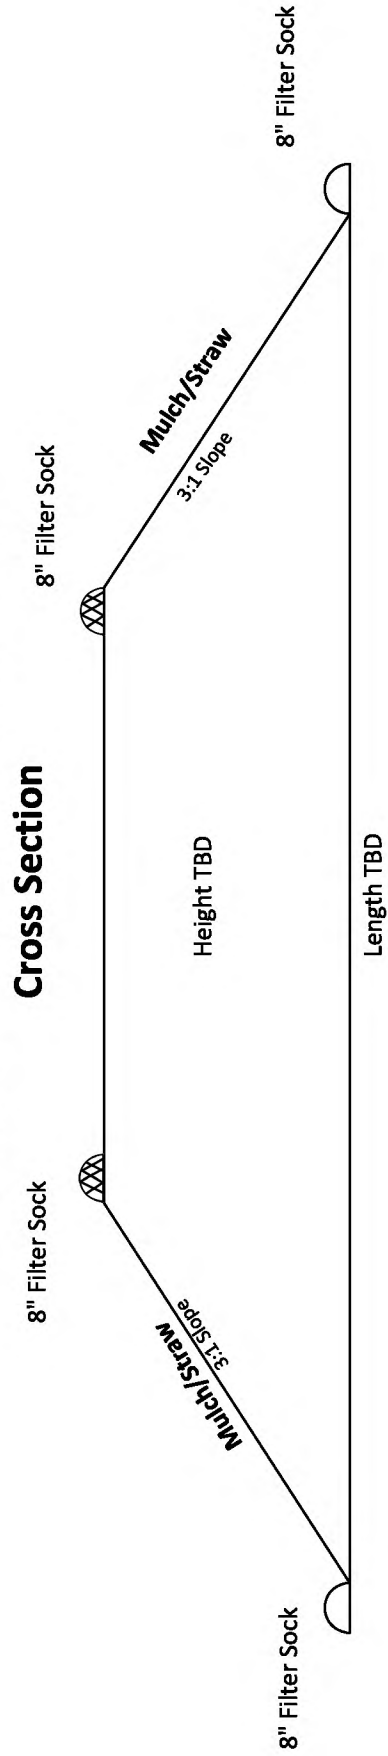 Cross Section
8" Filter Sock
8" Filter Sock
Mulch/Straw
3:1 Slope
Mulch/Straw
3:1 Slope
Height TBD
8" Filter Sock
8" Filter Sock
Length TBD